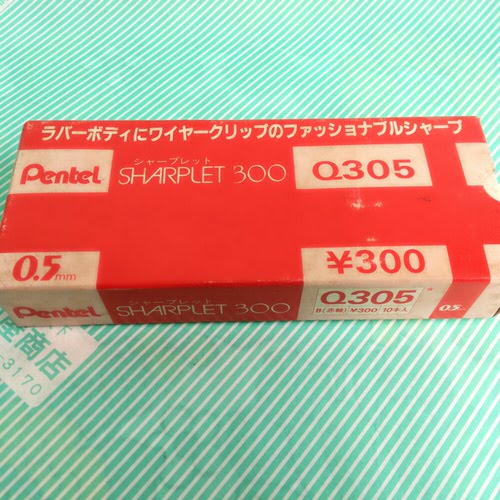 ラバーボディにワイヤークリップのファッショナブルシャープ
Pentel
シャープレット
SHARPLET 300
Q305
0.5mm
¥300
Pentel
シャープレット
SHARPLET 300
Q305
B(赤軸) ¥300 10本入
0.5
商店
3170